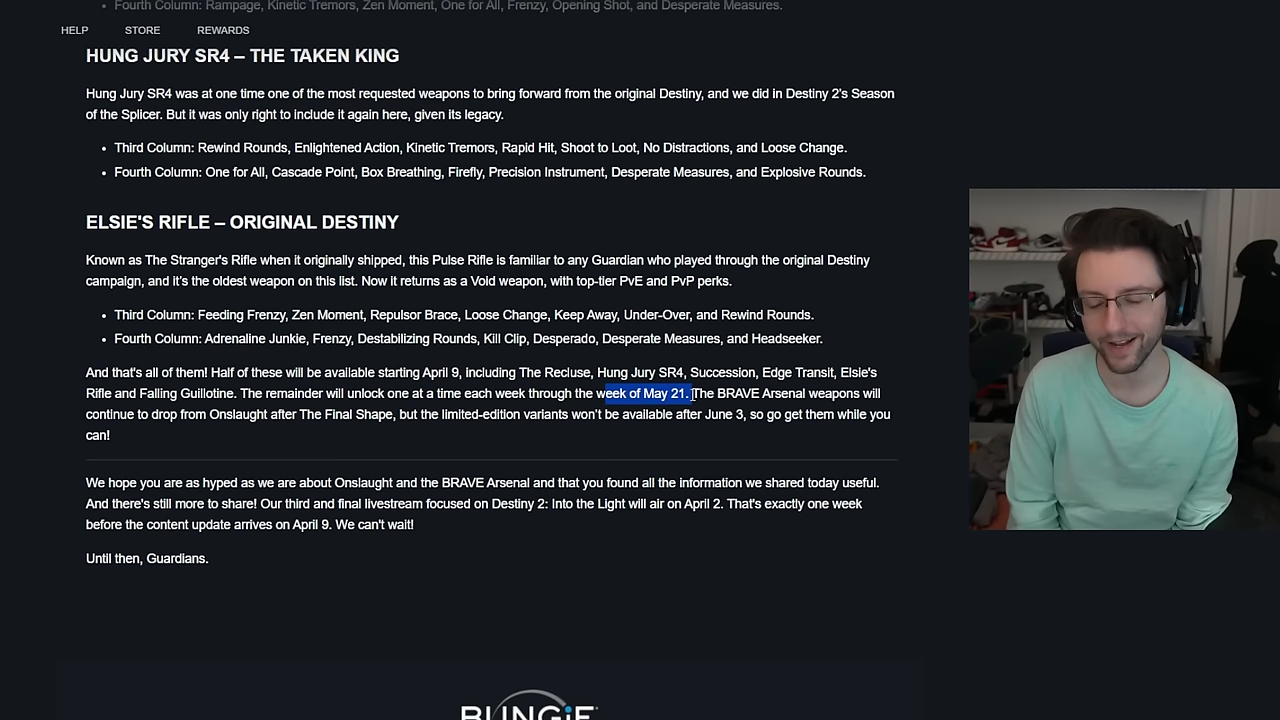 Fourth Column: Rampage, Kinetic Tremors, Zen Moment, One for All, Frenzy, Opening Shot, and Desperate Measures.
HELP STORE REWARDS
HUNG JURY SR4 – THE TAKEN KING
Hung Jury SR4 was at one time one of the most requested weapons to bring forward from the original Destiny, and we did in Destiny 2's Season
of the Splicer. But it was only right to include it again here, given its legacy.
• Third Column: Rewind Rounds, Enlightened Action, Kinetic Tremors, Rapid Hit, Shoot to Loot, No Distractions, and Loose Change.
• Fourth Column: One for All, Cascade Point, Box Breathing, Firefly, Precision Instrument, Desperate Measures, and Explosive Rounds.
ELSIE'S RIFLE – ORIGINAL DESTINY
Known as The Stranger's Rifle when it originally shipped, this Pulse Rifle is familiar to any Guardian who played through the original Destiny
campaign, and it's the oldest weapon on this list. Now it returns as a Void weapon, with top-tier PvE and PvP perks.
• Third Column: Feeding Frenzy, Zen Moment, Repulsor Brace, Loose Change, Keep Away, Under-Over, and Rewind Rounds.
• Fourth Column: Adrenaline Junkie, Frenzy, Destabilizing Rounds, Kill Clip, Desperado, Desperate Measures, and Headseeker.
And that's all of them! Half of these will be available starting April 9, including The Recluse, Hung Jury SR4, Succession, Edge Transit, Elsie's
Rifle and Falling Guillotine. The remainder will unlock one at a time each week through the week of May 21. The BRAVE Arsenal weapons will
continue to drop from Onslaught after The Final Shape, but the limited-edition variants won't be available after June 3, so go get them while you
can!
We hope you are as hyped as we are about Onslaught and the BRAVE Arsenal and that you found all the information we shared today useful.
And there's still more to share! Our third and final livestream focused on Destiny 2: Into the Light will air on April 2. That's exactly one week
before the content update arrives on April 9. We can't wait!
Until then, Guardians.
BUNGiE